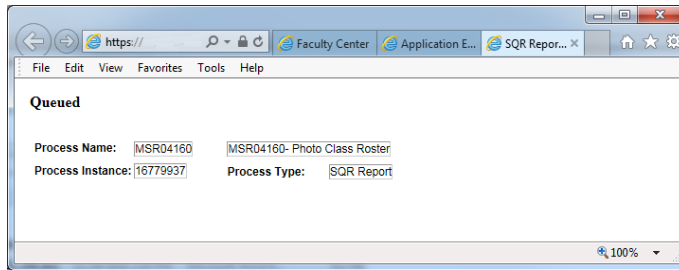 https://
Faculty Center
Application E...
SQR Repor...
File Edit View Favorites Tools Help
Queued
Process Name: MSR04160 MSR04160- Photo Class Roster
Process Instance: 16779937 Process Type: SQR Report
100%